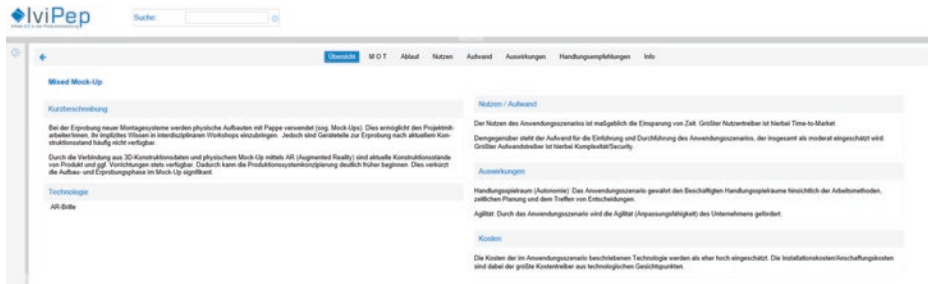 IviPep
Suche:
Übersicht M O T Ablauf Nutzen Aufwand Auswirkungen Handlungsempfehlungen Info
Mixed Mock-Up
Kurzbeschreibung
Bei der Erprobung neuer Montagesysteme werden physische Aufbauten mit Pappe verwendet (sog. Mock-Ups). Dies ermöglicht den Projektmit-
arbeiter/innen, ihr implizites Wissen in interdisziplinären Workshops einzubringen. Jedoch sind Geräteteile zur Erprobung nach aktuellem Kon-
struktionsstand häufig nicht verfügbar.
Durch die Verbindung aus 3D-Konstruktionsdaten und physischem Mock-Up mittels AR (Augmented Reality) sind aktuelle Konstruktionsstände
von Produkt und ggf. Vorrichtungen stets verfügbar. Dadurch kann die Produktionssystemkonzipierung deutlich früher beginnen. Dies verkürzt
die Aufbau- und Erprobungsphase im Mock-Up signifikant.
Technologie
AR-Brille
Nutzen / Aufwand
Der Nutzen des Anwendungsszenarios ist maßgeblich die Einsparung von Zeit. Größter Nutzentreiber ist hierbei Time-to-Market.
Demgegenüber steht der Aufwand für die Einführung und Durchführung des Anwendungsszenarios, der insgesamt als moderat eingeschätzt wird.
Größter Aufwandstreiber ist hierbei Komplexität/Security.
Auswirkungen
Handlungsspielraum (Autonomie): Das Anwendungsszenario gewährt den Beschäftigten Handlungsspielräume hinsichtlich der Arbeitsmethoden,
zeitlichen Planung und dem Treffen von Entscheidungen.
Agilität: Durch das Anwendungsszenario wird die Agilität (Anpassungsfähigkeit) des Unternehmens gefördert.
Kosten
Die Kosten der im Anwendungsszenario beschriebenen Technologie werden als eher hoch eingeschätzt. Die Installationskosten/Anschaffungskosten
sind dabei der größte Kostentreiber aus technologischen Gesichtspunkten.